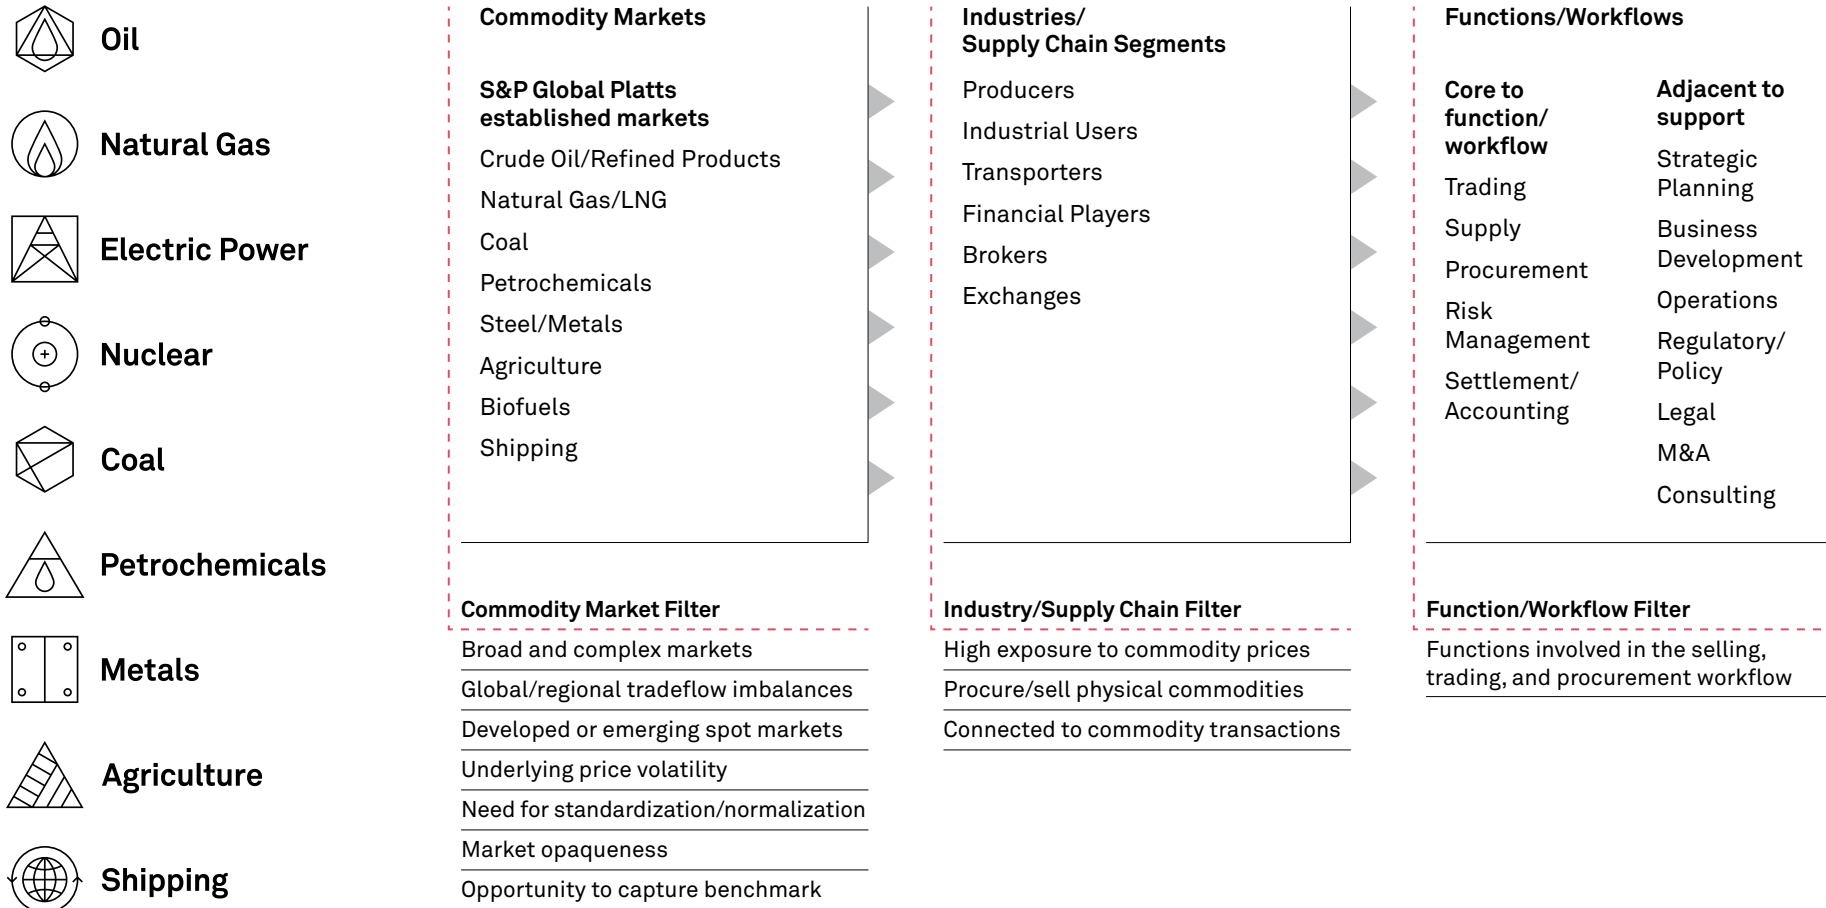 Oil
Natural Gas
Electric Power
Nuclear
Coal
Petrochemicals
Metals
Agriculture
Shipping
Commodity Markets
S&P Global Platts
established markets
Crude Oil/Refined Products
Natural Gas/LNG
Coal
Petrochemicals
Steel/Metals
Agriculture
Biofuels
Shipping
Commodity Market Filter
Broad and complex markets
Global/regional tradeflow imbalances
Developed or emerging spot markets
Underlying price volatility
Need for standardization/normalization
Market opaqueness
Opportunity to capture benchmark
Industries/
Supply Chain Segments
Producers
Industrial Users
Transporters
Financial Players
Brokers
Exchanges
Industry/Supply Chain Filter
High exposure to commodity prices
Procure/sell physical commodities
Connected to commodity transactions
Functions/Workflows
Core to
function/
workflow
Trading
Supply
Procurement
Risk
Management
Settlement/
Accounting
Adjacent to
support
Strategic
Planning
Business
Development
Operations
Regulatory/
Policy
Legal
M&A
Consulting
Function/Workflow Filter
Functions involved in the selling,
trading, and procurement workflow